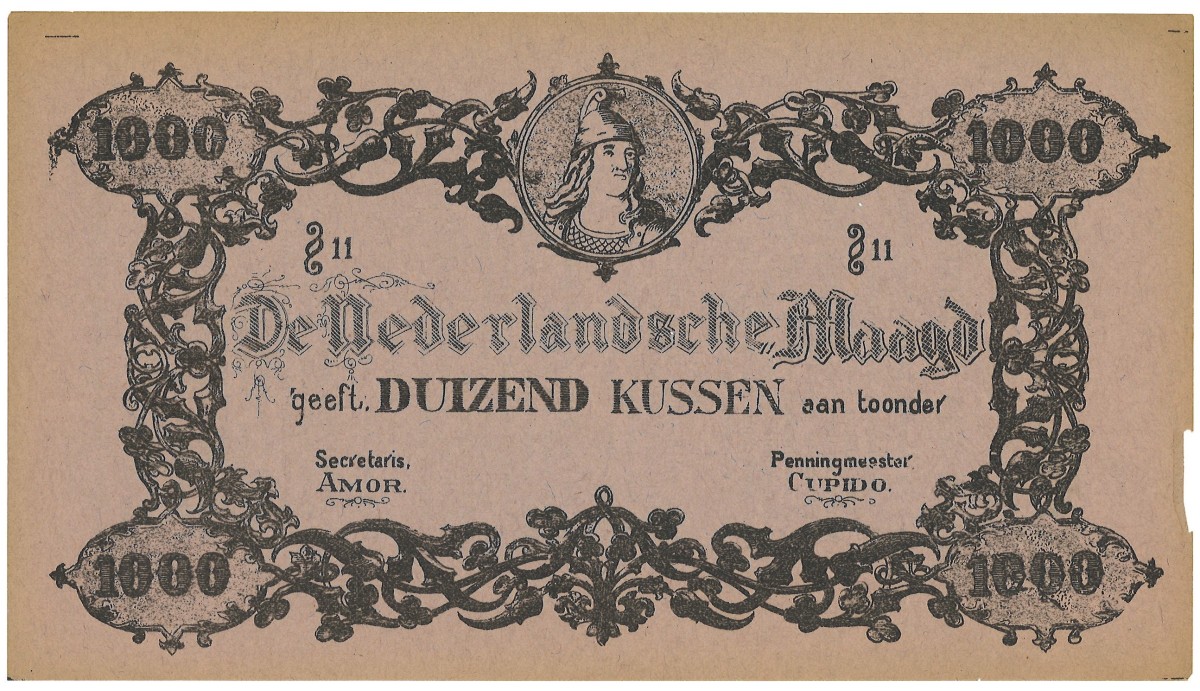 1000 1000
§ 11 § 11
De Nederlandsche Maagd
geeft. DUIZEND KUSSEN aan toonder
Secretaris, Penningmeester
AMOR. CUPIDO.
1000 1000